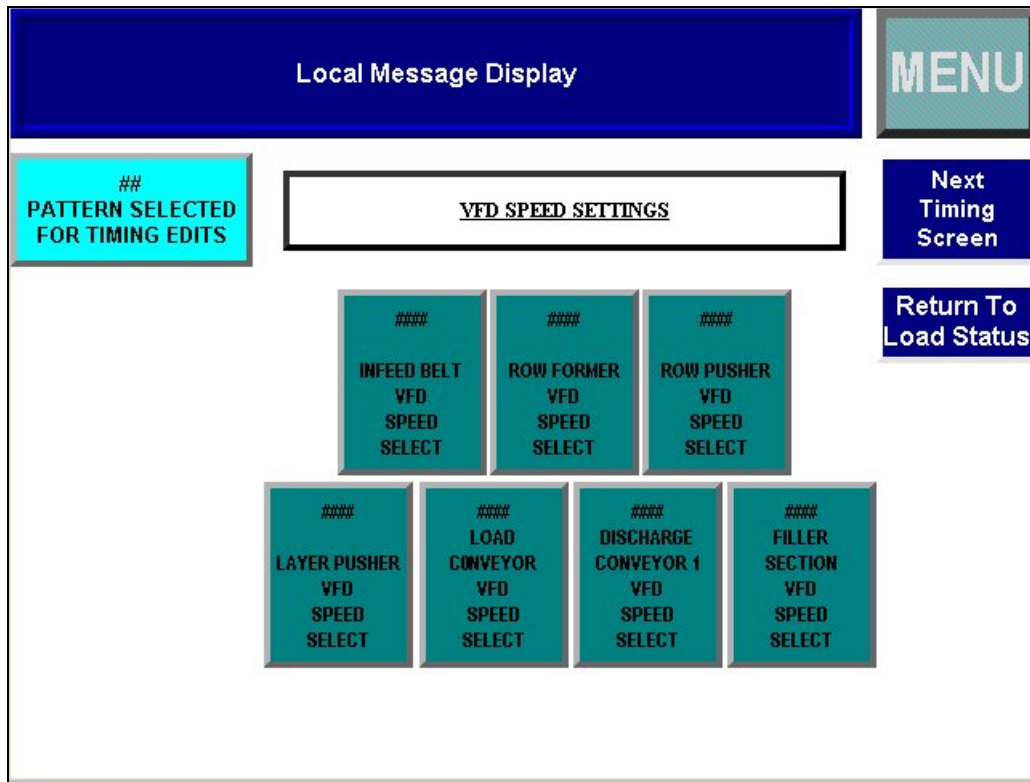 Local Message Display
MENU
##
PATTERN SELECTED
FOR TIMING EDITS
VFD SPEED SETTINGS
Next
Timing
Screen
Return To
Load Status
####
INFEED BELT
VFD
SPEED
SELECT
####
ROW FORMER
VFD
SPEED
SELECT
####
ROW PUSHER
VFD
SPEED
SELECT
####
LAYER PUSHER
VFD
SPEED
SELECT
####
LOAD
CONVEYOR
VFD
SPEED
SELECT
####
DISCHARGE
CONVEYOR 1
VFD
SPEED
SELECT
####
FILLER
SECTION
VFD
SPEED
SELECT